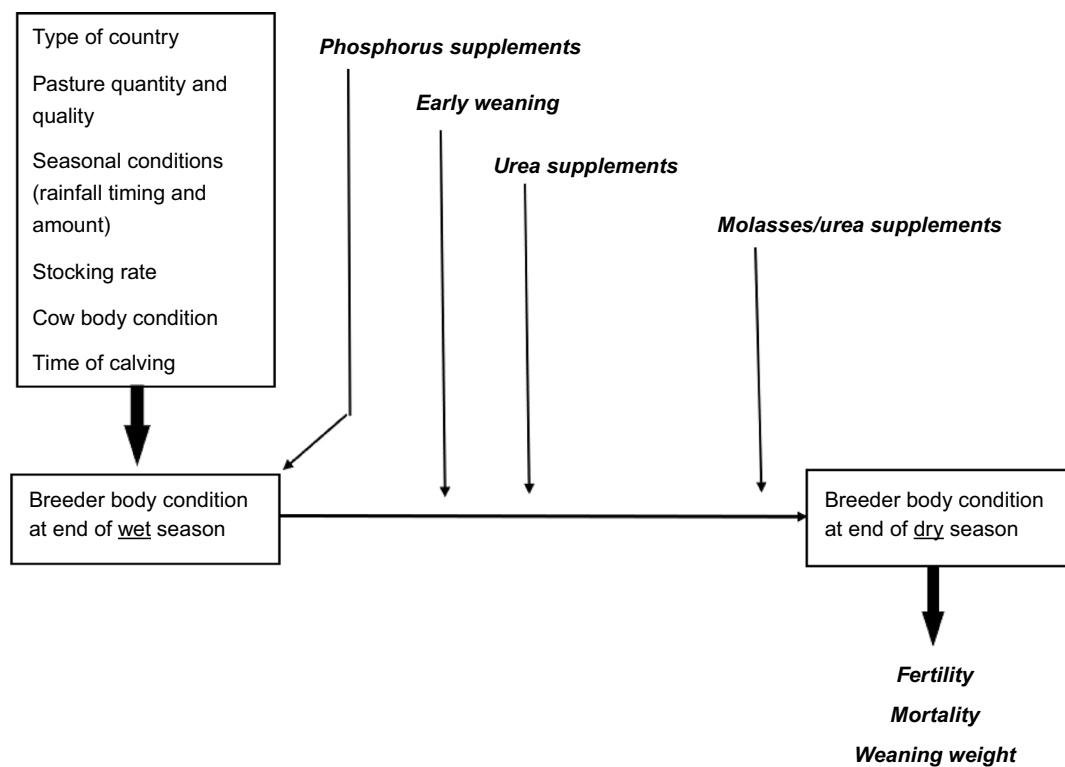 Type of country
Pasture quantity and
quality
Seasonal conditions
(rainfall timing and
amount)
Stocking rate
Cow body condition
Time of calving
Phosphorus supplements
Early weaning
Urea supplements
Molasses/urea supplements
Breeder body condition
at end of wet season
Breeder body condition
at end of dry season
Fertility
Mortality
Weaning weight